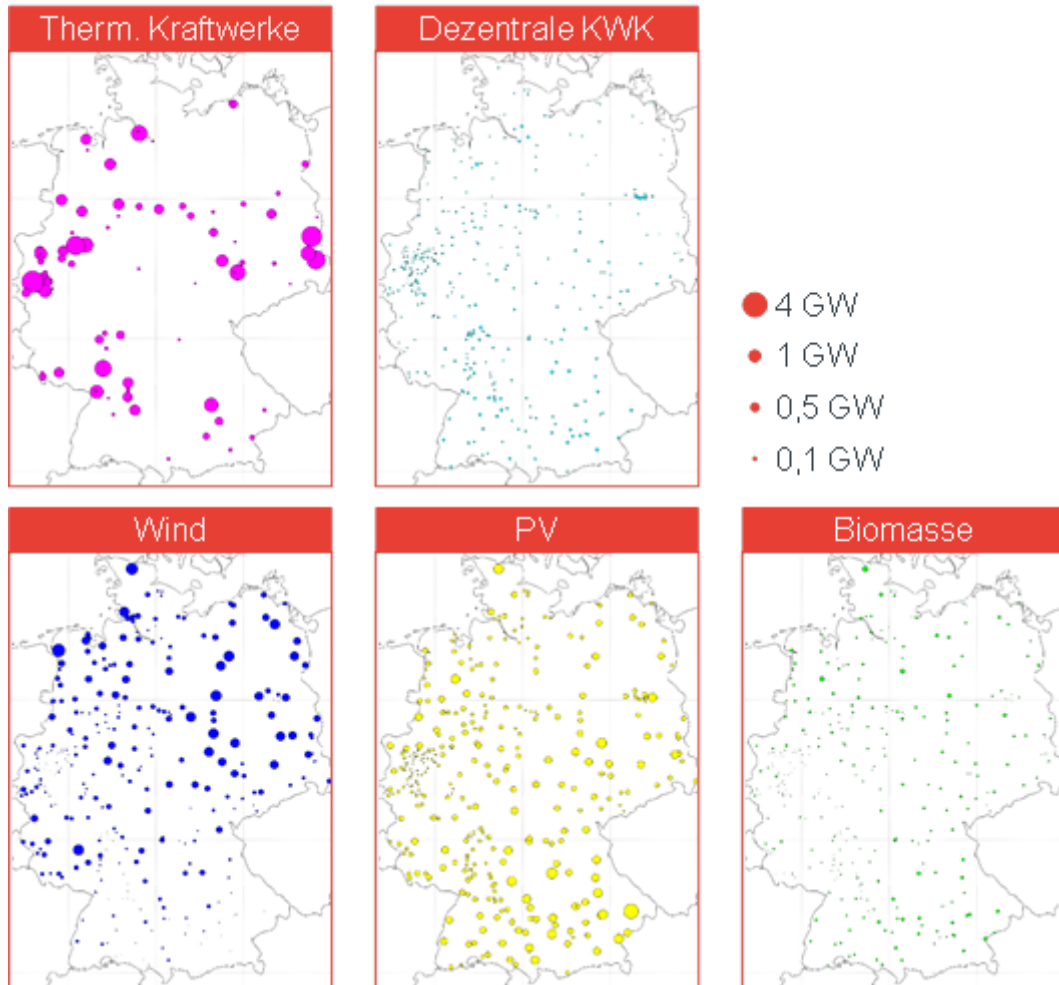 Therm. Kraftwerke
Dezentrale KWK
4 GW
1 GW
0,5 GW
0,1 GW
Wind
PV
Biomasse